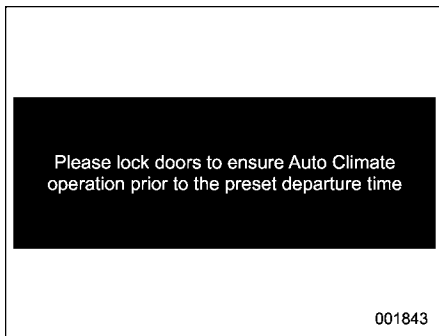 Please lock doors to ensure Auto Climate
operation prior to the preset departure time
001843